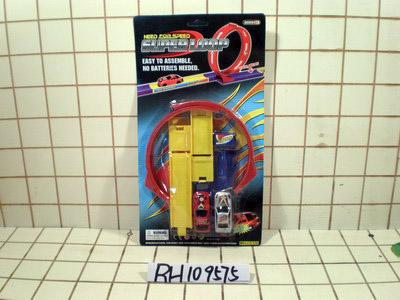 NEED FOR SPEED
SUPER LOOP
EASY TO ASSEMBLE,
NO BATTERIES NEEDED.
RH109575